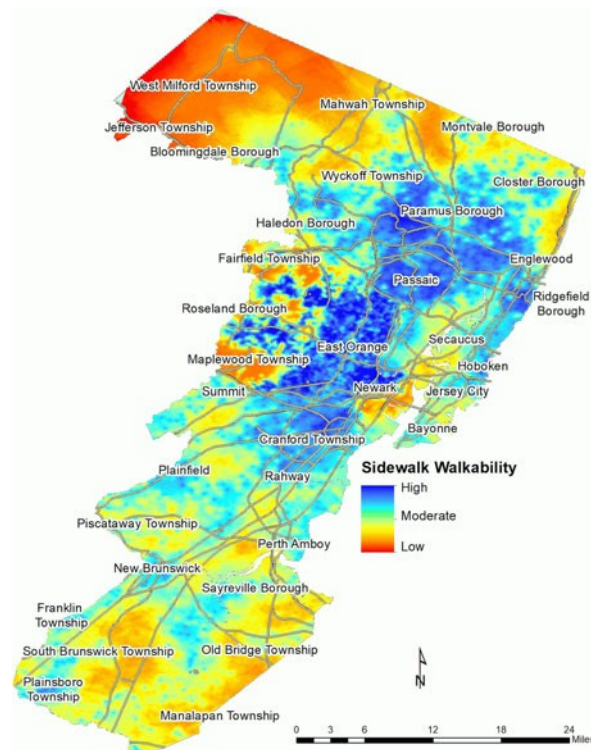 West Milford Township
Mahwah Township
Jefferson Township
Montvale Borough
Bloomingdale Borough
Wyckoff Township
Closter Borough
Paramus Borough
Haledon Borough
Fairfield Township
Englewood
Passaic
Ridgefield
Borough
Roseland Borough
Secaucus
East Orange
Maplewood Township
Hoboken
Summit
Newark
Jersey City
Bayonne
Cranford Township
Plainfield
Rahway
Sidewalk Walkability
High
Moderate
Low
Piscataway Township
Perth Amboy
New Brunswick
Sayreville Borough
Franklin
Township
South Brunswick Township
Old Bridge Township
Plainsboro
Township
N
Manalapan Township
0 3 6 12 18 24
Miles